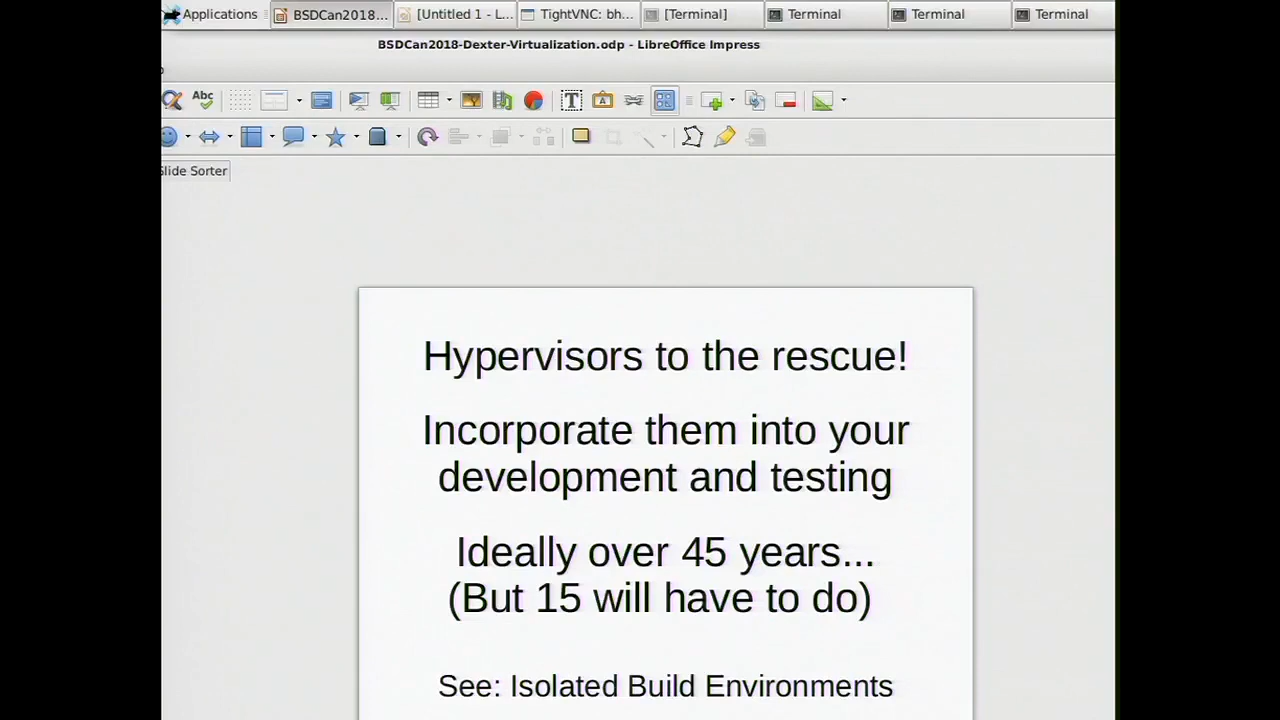 Applications
BSDCan2018...
[Untitled 1 - L...
TightVNC: bh...
[Terminal]
Terminal
Terminal
Terminal
BSDCan2018-Dexter-Virtualization.odp - LibreOffice Impress
Abc
Slide Sorter
Hypervisors to the rescue!
Incorporate them into your
development and testing
Ideally over 45 years...
(But 15 will have to do)
See: Isolated Build Environments